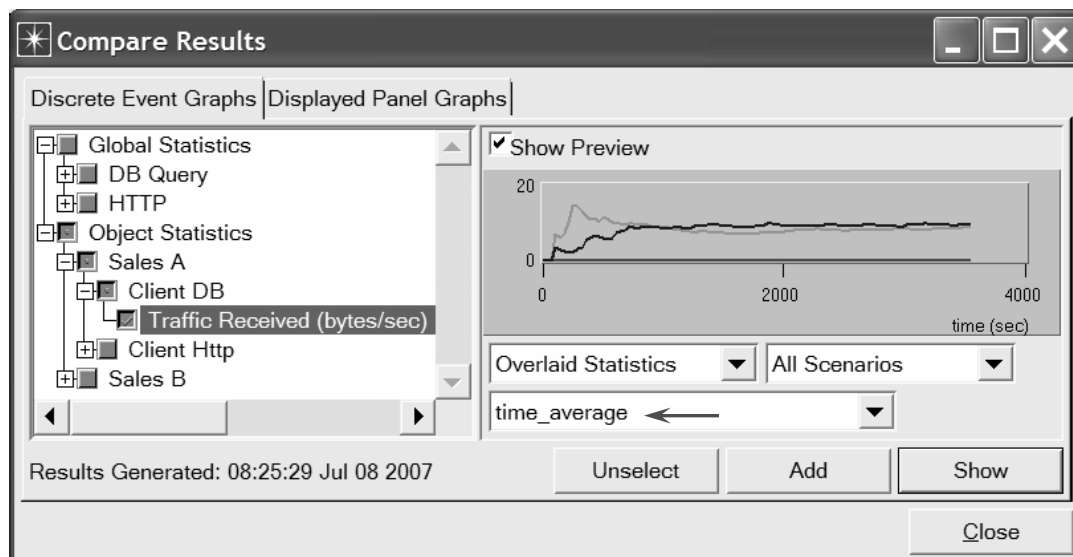 Compare Results
Discrete Event Graphs
Displayed Panel Graphs
Global Statistics
DB Query
HTTP
Object Statistics
Sales A
Client DB
Traffic Received (bytes/sec)
Client Http
Sales B
Show Preview
20
0
0
2000
4000
time (sec)
Overlaid Statistics
All Scenarios
time_average
Results Generated: 08:25:29 Jul 08 2007
Unselect
Add
Show
Close